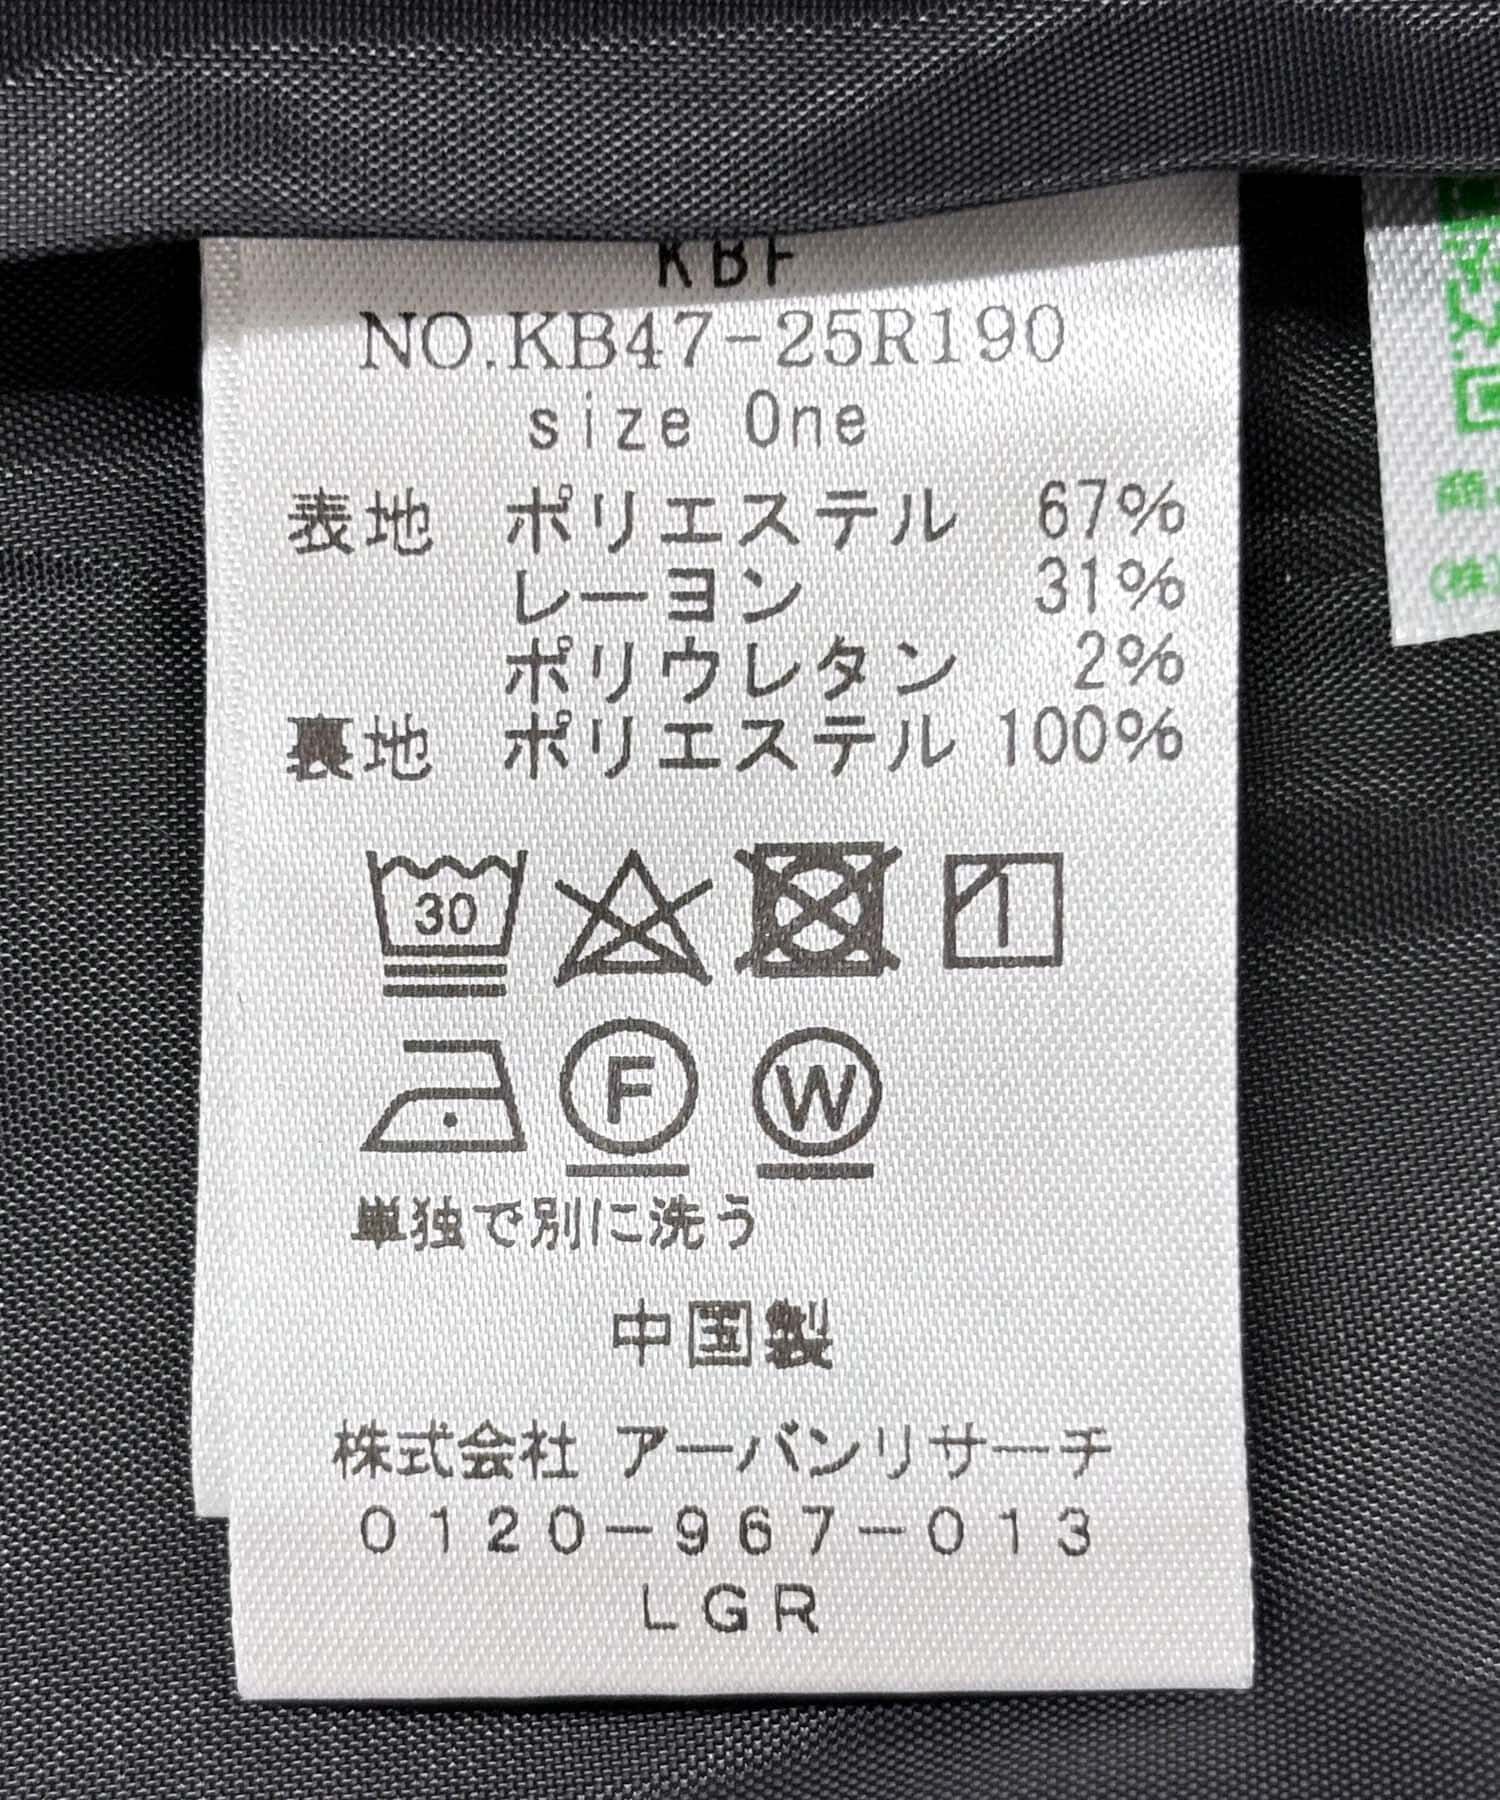 KBF
NO.KB47-25R190
size One
表地 ポリエステル 67%
レーヨン 31%
ポリウレタン 2%
裏地 ポリエステル 100%
30
1
F W
単独で別に洗う
中国製
株式会社 アーバンリサーチ
0120-967-013
LGR
商
(株)